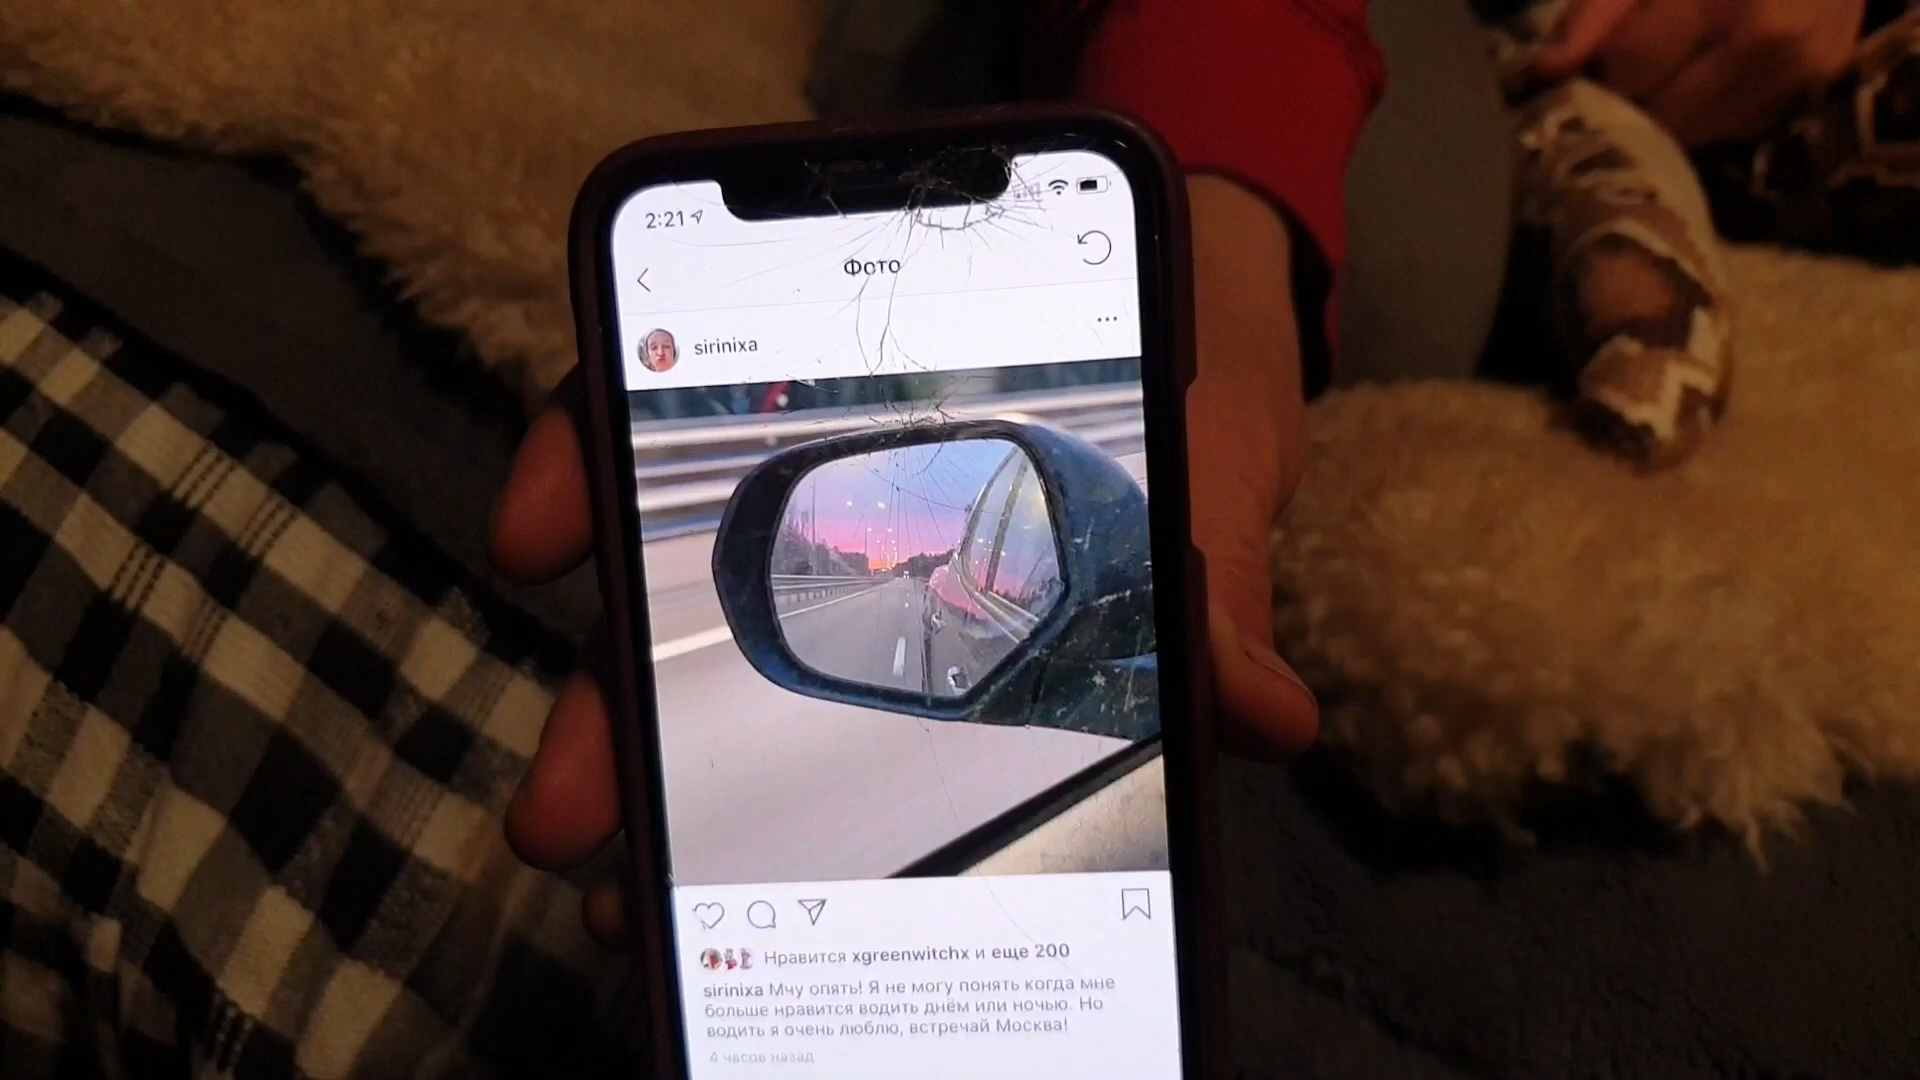 2:21
Фото
sirinixa
Нравится xgreenwitchx и еще 200
sirinixa Мчу опять! Я не могу понять когда мне
больше нравится водить днём или ночью. Но
водить я очень люблю, встречай Москва!
4 часов назад